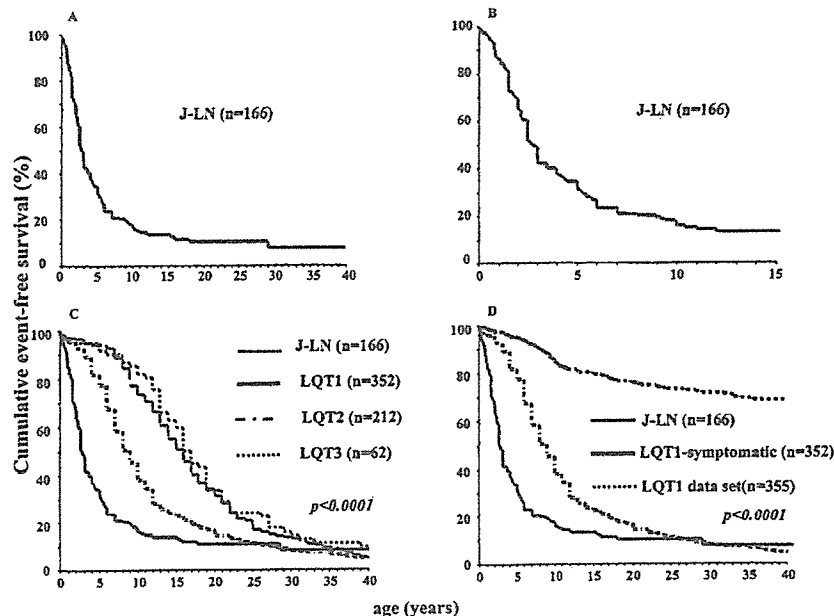 Cumulative event-free survival (%)
A
100
80
60
40
20
0
J-LN (n=166)
0 5 10 15 20 25 30 35 40
B
100
80
60
40
20
0
J-LN (n=166)
0 5 10 15
C
100
80
60
40
20
0
J-LN (n=166)
LQT1 (n=352)
LQT2 (n=212)
LQT3 (n=62)
p<0.0001
0 5 10 15 20 25 30 35 40
D
100
80
60
40
20
0
J-LN (n=166)
LQT1-symptomatic (n=352)
LQT1 data set(n=355)
p<0.0001
0 5 10 15 20 25 30 35 40
age (years)